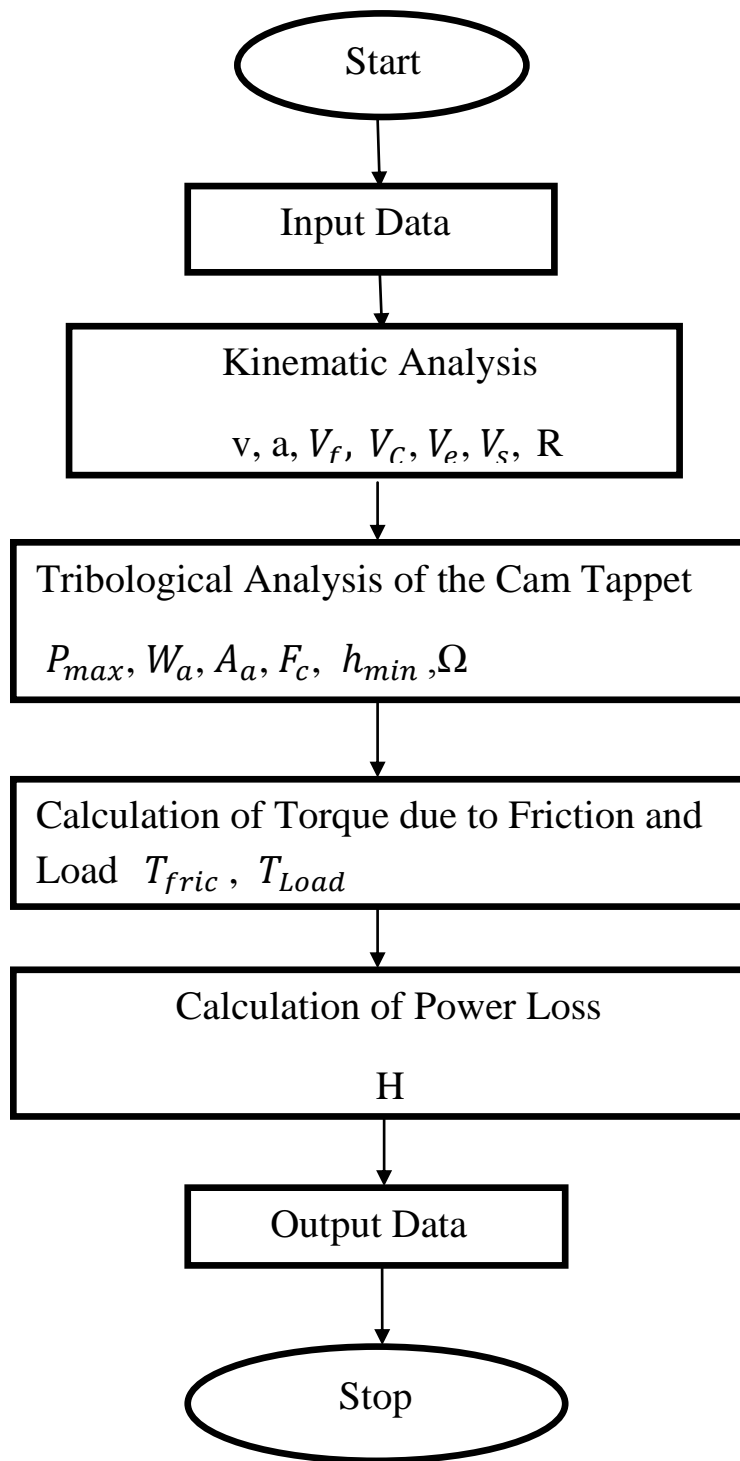 Start
Input Data
Kinematic Analysis
v, a, V_f, V_C, V_e, V_s, R
Tribological Analysis of the Cam Tappet
P_max, W_a, A_a, F_c, h_min ,Ω
Calculation of Torque due to Friction and
Load T_fric , T_Load
Calculation of Power Loss
H
Output Data
Stop